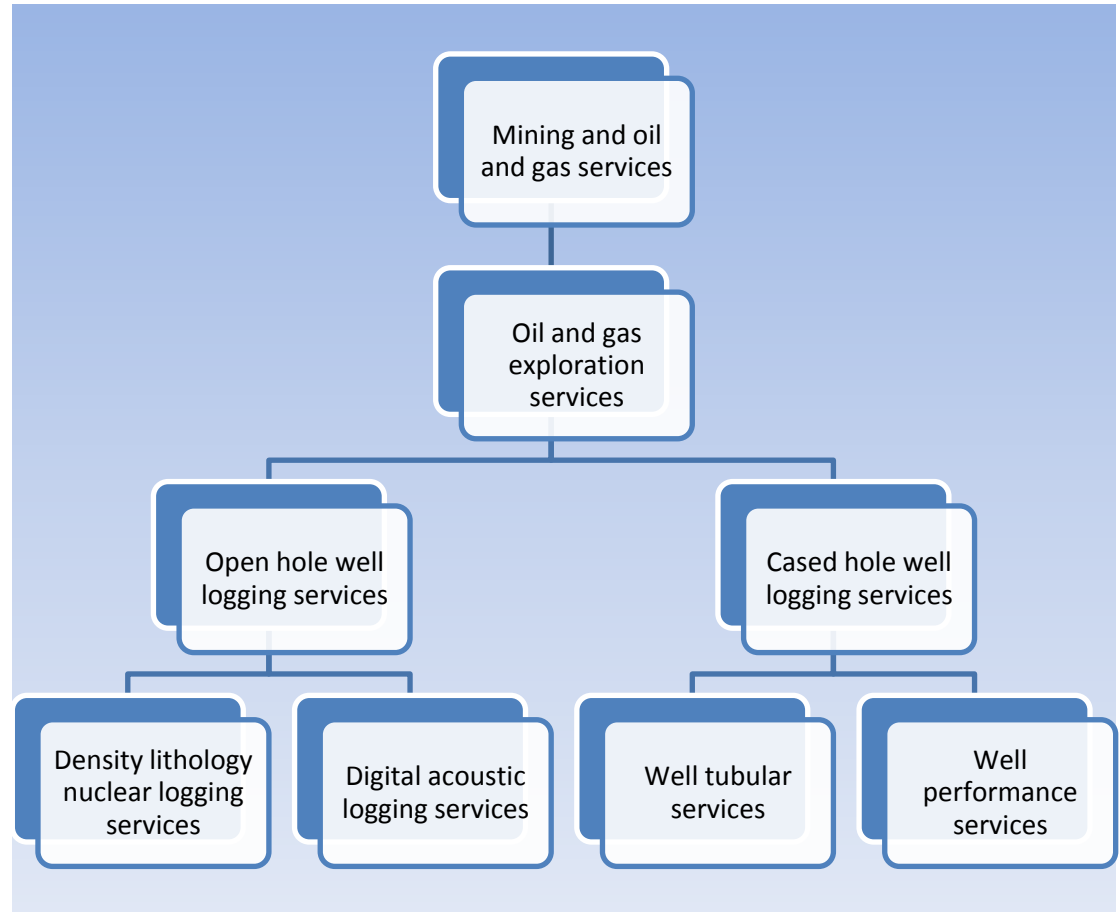 Mining and oil
and gas services
Oil and gas
exploration
services
Open hole well
logging services
Cased hole well
logging services
Density lithology
nuclear logging
services
Digital acoustic
logging services
Well tubular
services
Well
performance
services